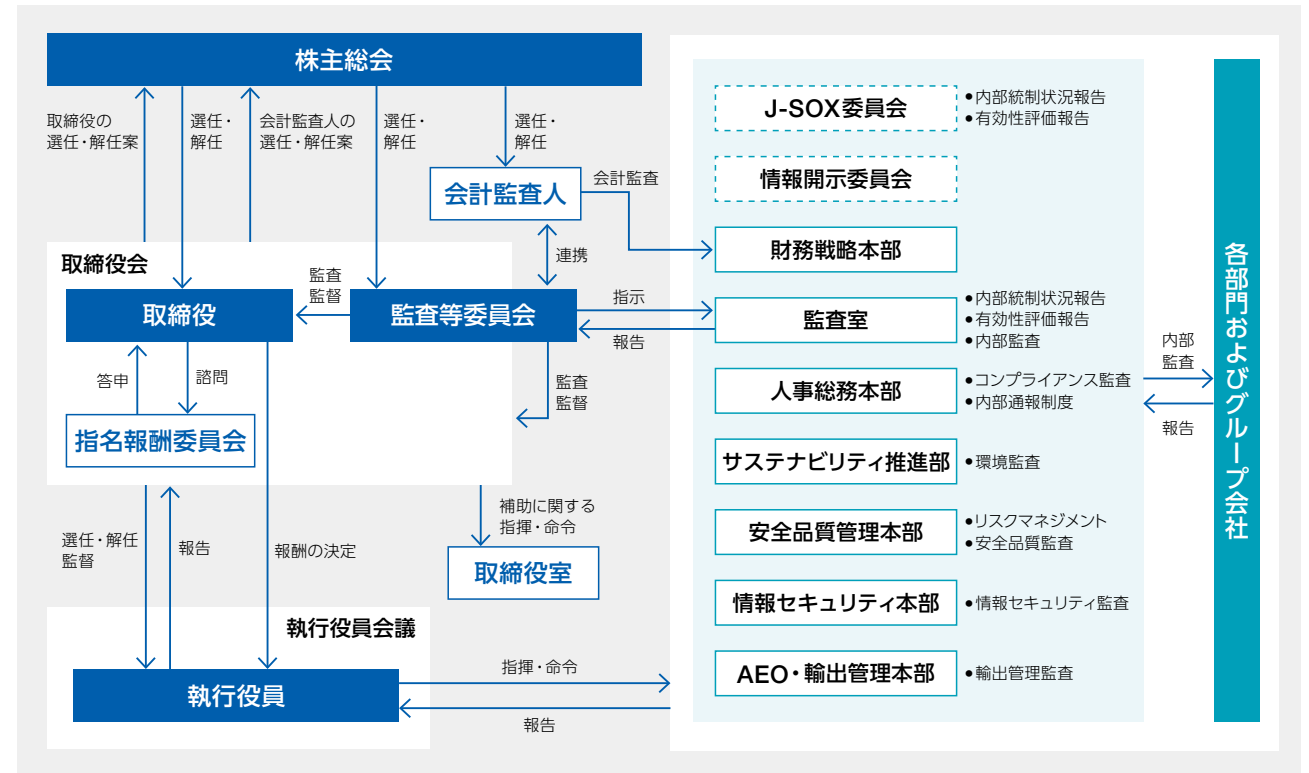 株主総会
取締役の
選任・解任案
選任・
解任
会計監査人の
選任・解任案
選任・
解任
選任・
解任
会計監査人
会計監査
連携
取締役会
取締役
監査
監督
監査等委員会
指示
報告
答申
諮問
監査
監督
指名報酬委員会
選任・解任
監督
報告
報酬の決定
補助に関する
指揮・命令
取締役室
執行役員会議
執行役員
指揮・命令
報告
J-SOX委員会
●内部統制状況報告
●有効性評価報告
情報開示委員会
財務戦略本部
監査室
●内部統制状況報告
●有効性評価報告
●内部監査
人事総務本部
●コンプライアンス監査
●内部通報制度
サステナビリティ推進部
●環境監査
安全品質管理本部
●リスクマネジメント
●安全品質監査
情報セキュリティ本部
●情報セキュリティ監査
AEO・輸出管理本部
●輸出管理監査
内部
監査
報告
各部門およびグループ会社